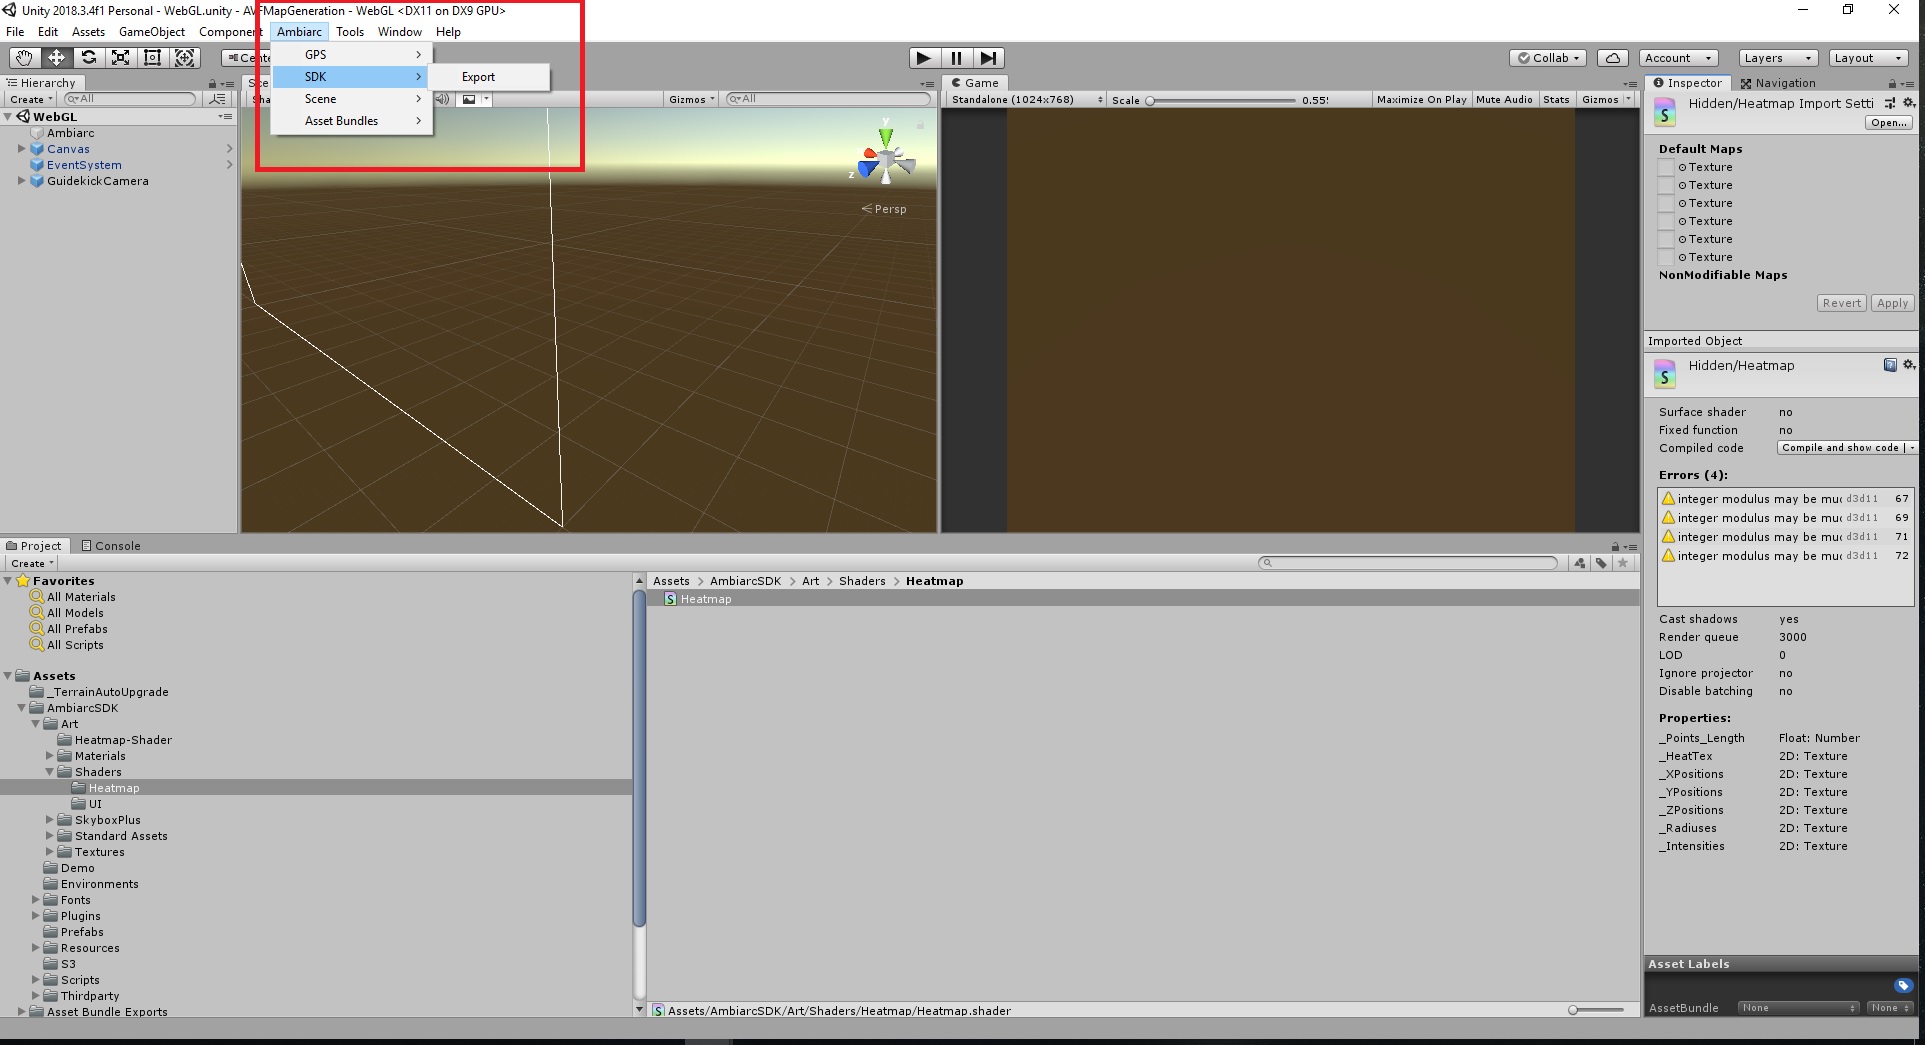 Unity 2018.3.4f1 Personal - WebGL.unity - AVFMapGeneration - WebGL <DX11 on DX9 GPU>
File Edit Assets GameObject Component Ambiarc Tools Window Help
Cente
Collab
Account
Layers
Layout
GPS
SDK
Export
Scene
Asset Bundles
Hierarchy
Create
All
WebGL
Ambiarc
Canvas
EventSystem
GuidekickCamera
Sce
Sha
Gizmos
All
y
z
Persp
Game
Standalone (1024x768)
Scale
0.55
Maximize On Play
Mute Audio
Stats
Gizmos
Inspector
Navigation
Hidden/Heatmap Import Setti
Open...
Default Maps
Texture
Texture
Texture
Texture
Texture
Texture
NonModifiable Maps
Revert
Apply
Imported Object
Hidden/Heatmap
Surface shader no
Fixed function no
Compiled code Compile and show code
Errors (4):
integer modulus may be muc d3d11 67
integer modulus may be muc d3d11 69
integer modulus may be muc d3d11 71
integer modulus may be muc d3d11 72
Cast shadows yes
Render queue 3000
LOD 0
Ignore projector no
Disable batching no
Properties:
_Points_Length Float: Number
_HeatTex 2D: Texture
_XPositions 2D: Texture
_YPositions 2D: Texture
_ZPositions 2D: Texture
_Radiuses 2D: Texture
_Intensities 2D: Texture
Asset Labels
AssetBundle None None
Project
Console
Create
Favorites
All Materials
All Models
All Prefabs
All Scripts
Assets
_TerrainAutoUpgrade
AmbiarcSDK
Art
Heatmap-Shader
Materials
Shaders
Heatmap
UI
SkyboxPlus
Standard Assets
Textures
Demo
Environments
Fonts
Plugins
Prefabs
Resources
S3
Scripts
Thirdparty
Asset Bundle Exports
Assets > AmbiarcSDK > Art > Shaders > Heatmap
Heatmap
Assets/AmbiarcSDK/Art/Shaders/Heatmap/Heatmap.shader